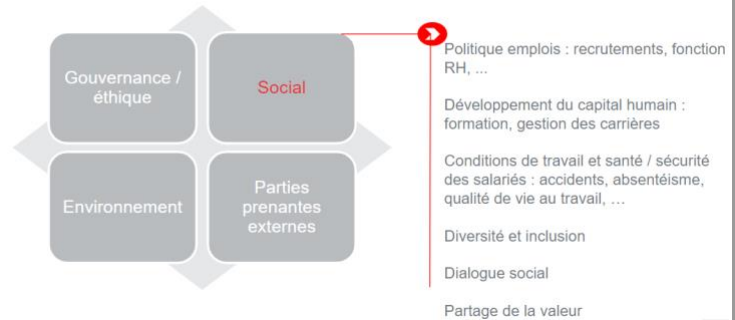 Gouvernance /
éthique
Social
Environnement
Parties
prenantes
externes
Politique emplois : recrutements, fonction
RH, ...
Développement du capital humain :
formation, gestion des carrières
Conditions de travail et santé / sécurité
des salariés : accidents, absentéisme,
qualité de vie au travail, …
Diversité et inclusion
Dialogue social
Partage de la valeur